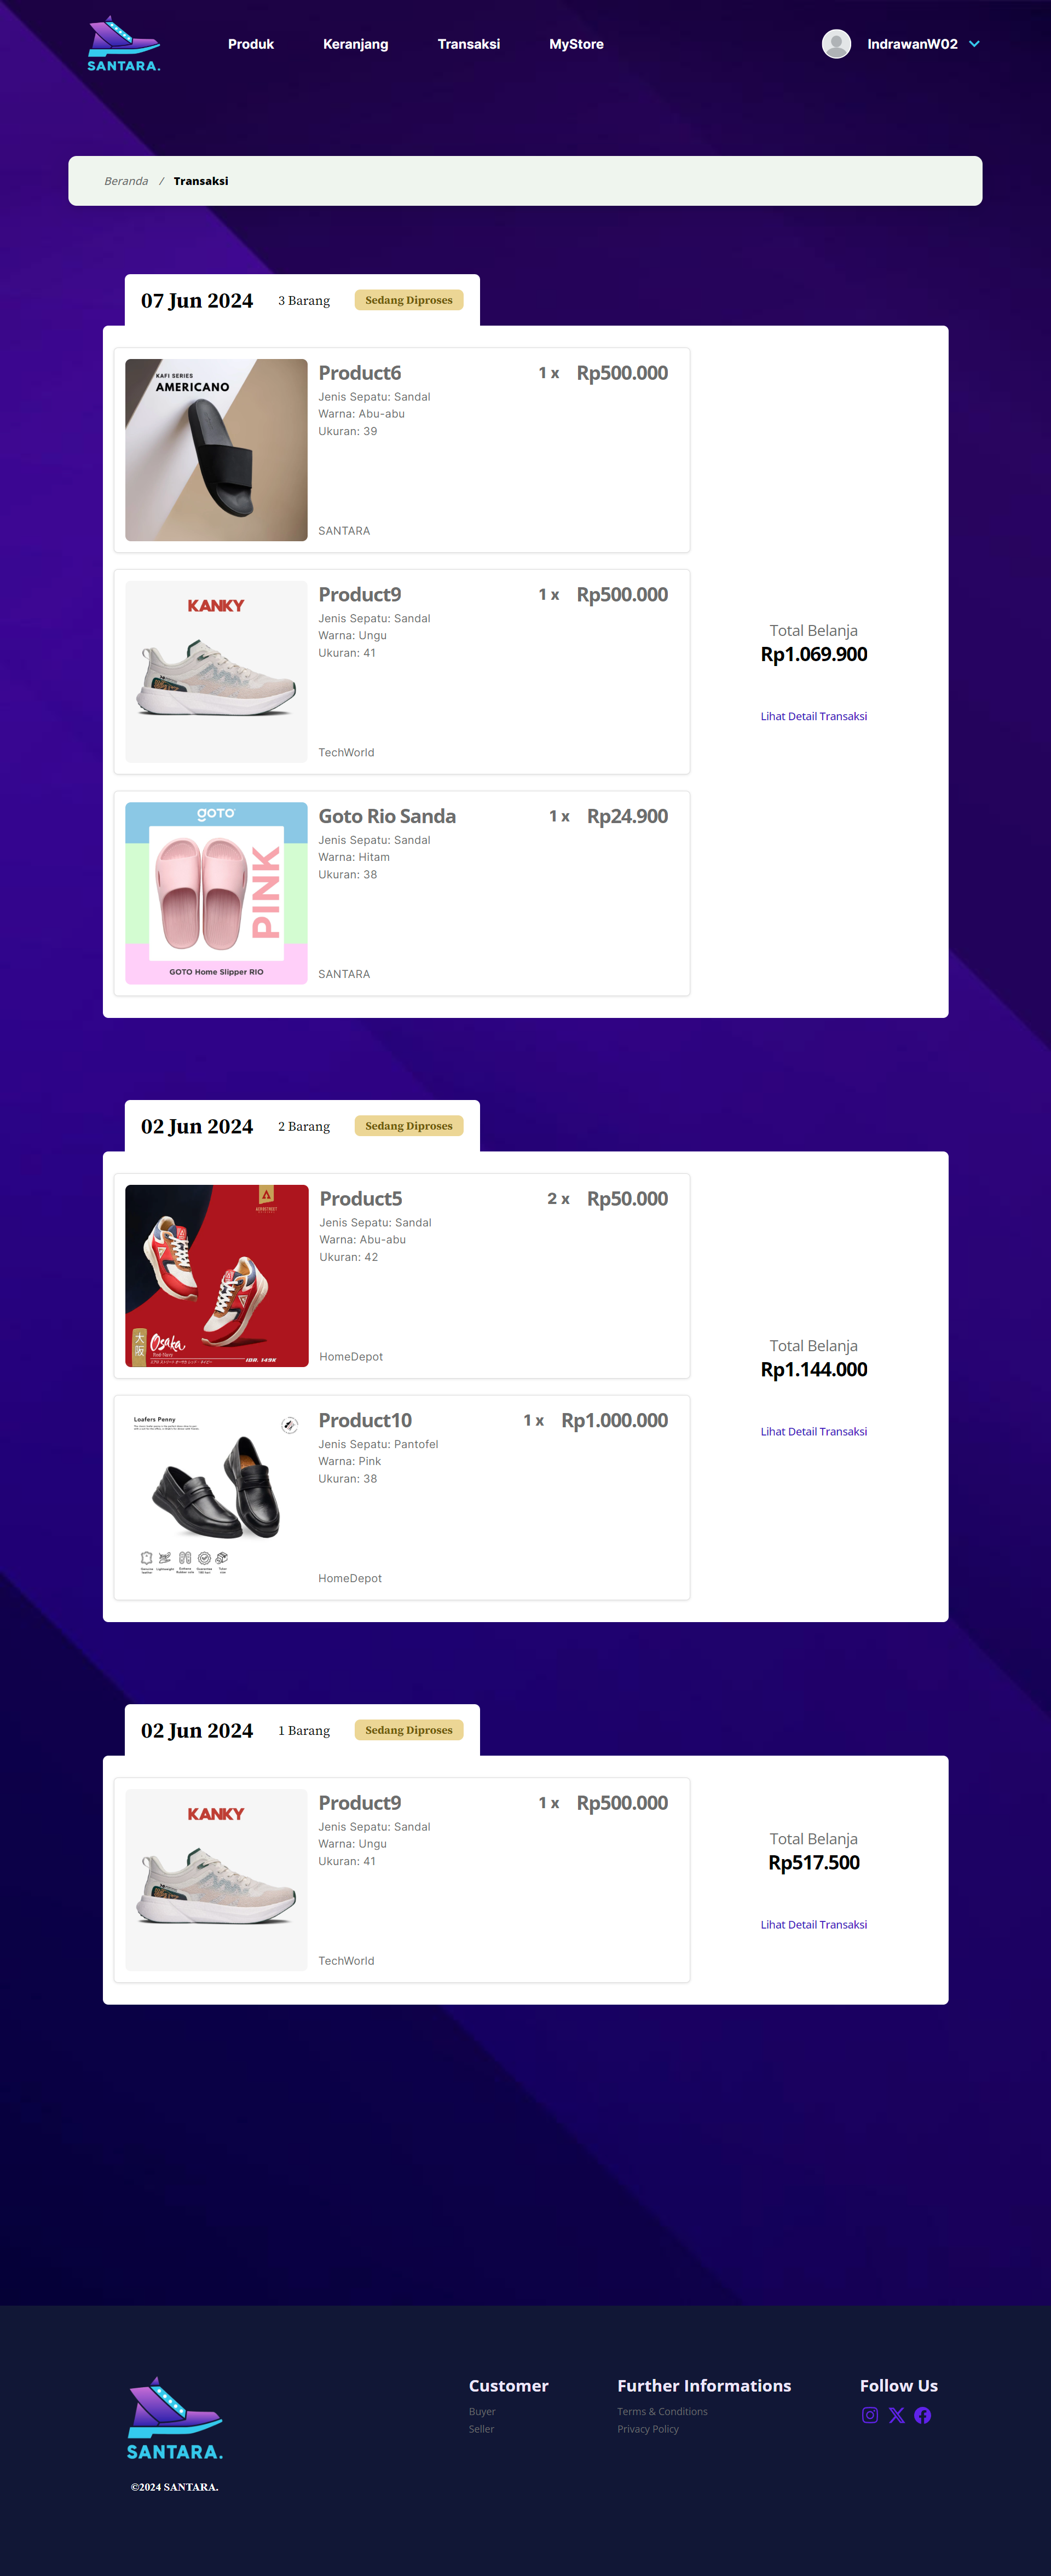 SANTARA.
Produk
Keranjang
Transaksi
MyStore
IndrawanW02
Beranda / Transaksi
07 Jun 2024
3 Barang
Sedang Diproses
KAFI SERIES
AMERICANO
Product6
1 x Rp500.000
Jenis Sepatu: Sandal
Warna: Abu-abu
Ukuran: 39
SANTARA
KANKY
Product9
1 x Rp500.000
Jenis Sepatu: Sandal
Warna: Ungu
Ukuran: 41
TechWorld
GOTO
PINK
GOTO Home Slipper RIO
Goto Rio Sanda
1 x Rp24.900
Jenis Sepatu: Sandal
Warna: Hitam
Ukuran: 38
SANTARA
Total Belanja
Rp1.069.900
Lihat Detail Transaksi
02 Jun 2024
2 Barang
Sedang Diproses
AEROSTREET
大阪
Osaka
IDR. 149K
Product5
2 x Rp50.000
Jenis Sepatu: Sandal
Warna: Abu-abu
Ukuran: 42
HomeDepot
Loafers Penny
Product10
1 x Rp1.000.000
Jenis Sepatu: Pantofel
Warna: Pink
Ukuran: 38
HomeDepot
Total Belanja
Rp1.144.000
Lihat Detail Transaksi
02 Jun 2024
1 Barang
Sedang Diproses
KANKY
Product9
1 x Rp500.000
Jenis Sepatu: Sandal
Warna: Ungu
Ukuran: 41
TechWorld
Total Belanja
Rp517.500
Lihat Detail Transaksi
SANTARA.
©2024 SANTARA.
Customer
Buyer
Seller
Further Informations
Terms & Conditions
Privacy Policy
Follow Us